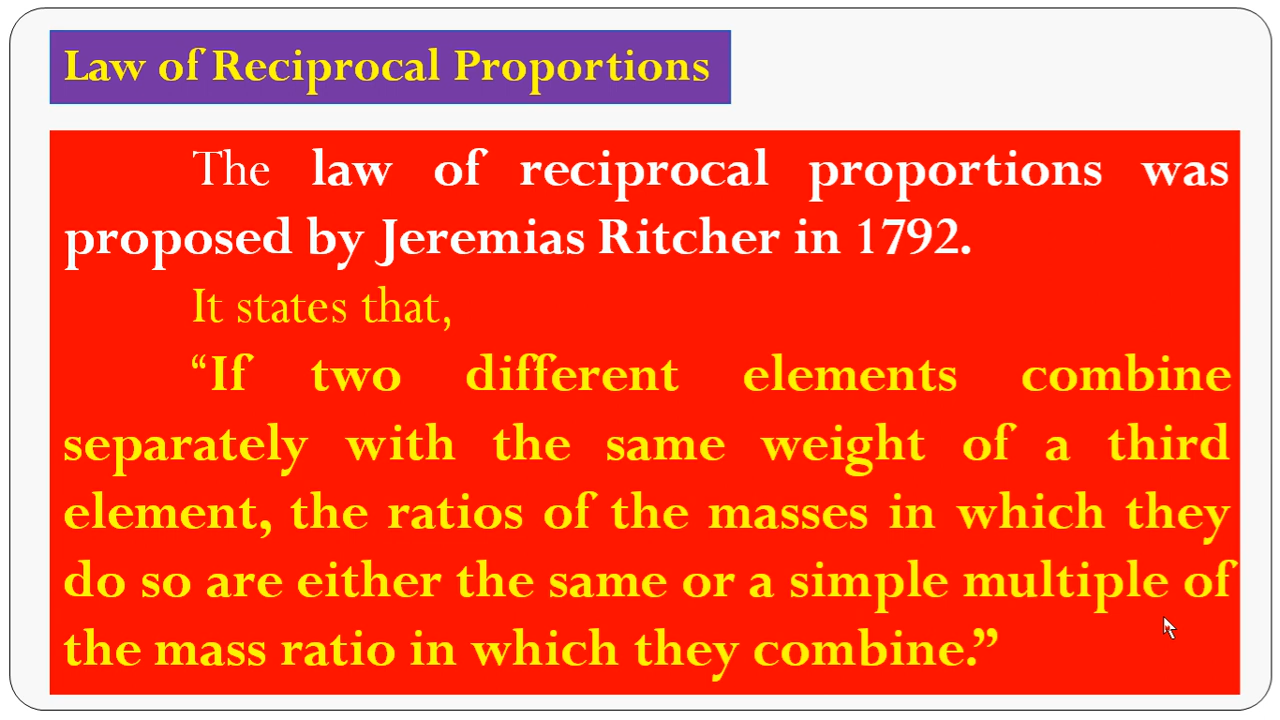 Law of Reciprocal Proportions
The law of reciprocal proportions was
proposed by Jeremias Ritcher in 1792.
It states that,
“If two different elements combine
separately with the same weight of a third
element, the ratios of the masses in which they
do so are either the same or a simple multiple of
the mass ratio in which they combine.”